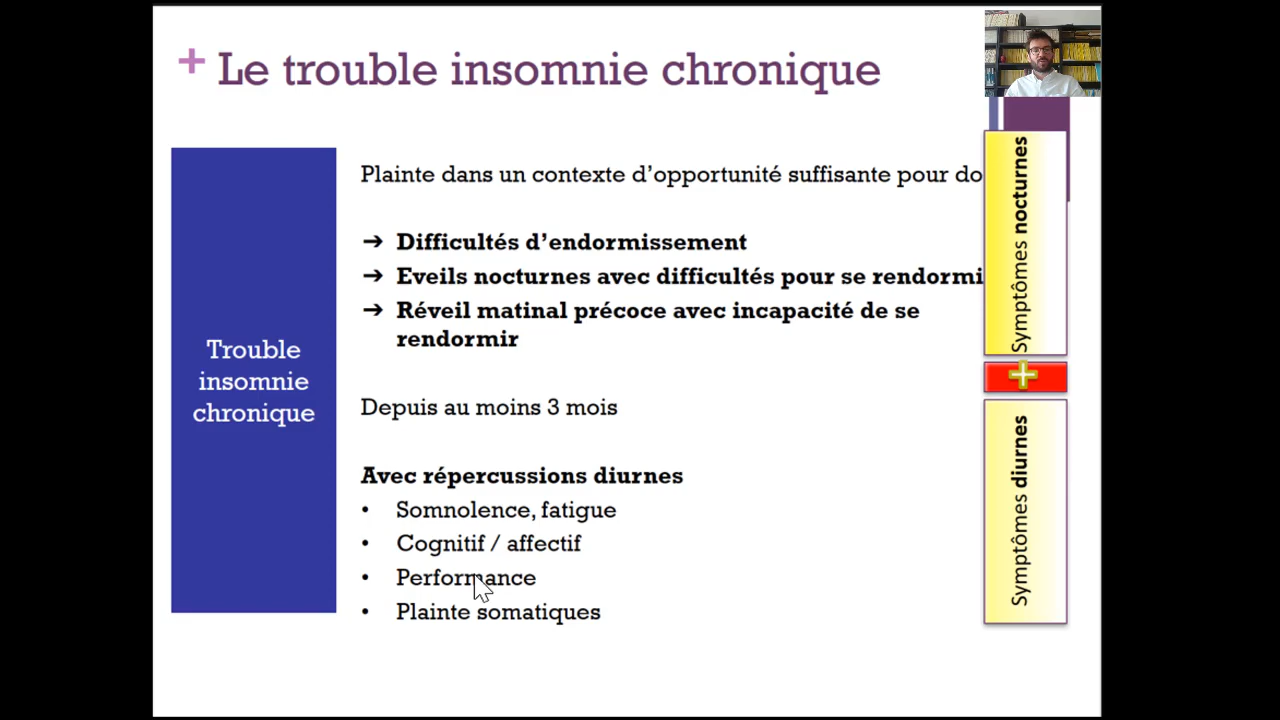 + Le trouble insomnie chronique
Trouble
insomnie
chronique
Plainte dans un contexte d'opportunité suffisante pour do
➔ Difficultés d'endormissement
➔ Eveils nocturnes avec difficultés pour se rendormi
➔ Réveil matinal précoce avec incapacité de se
rendormir
Depuis au moins 3 mois
Avec répercussions diurnes
• Somnolence, fatigue
• Cognitif / affectif
• Performance
• Plainte somatiques
Symptômes nocturnes
+
Symptômes diurnes